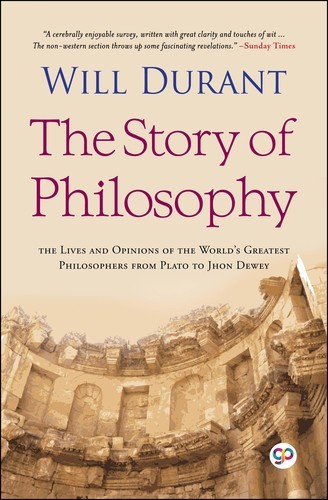 "A cerebrally enjoyable survey, written with great clarity and touches of wit ...
The non-western section throws up some fascinating revelations." –Sunday Times
WILL DURANT
The Story of
Philosophy
the Lives and Opinions of the World's Greatest
Philosophers from Plato to Jhon Dewey
gp